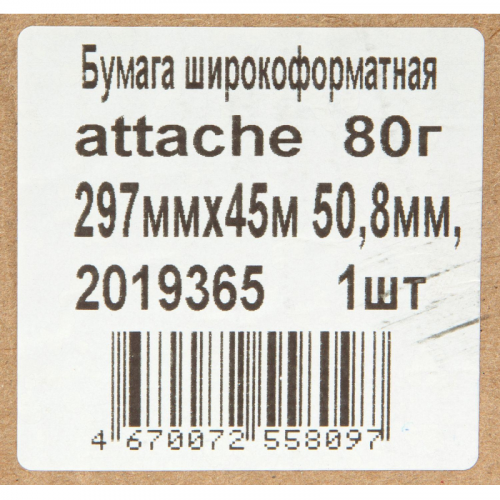 Бумага широкоформатная
attache 80г
297ммх45м 50,8мм,
2019365 1шт
4 670072 558097